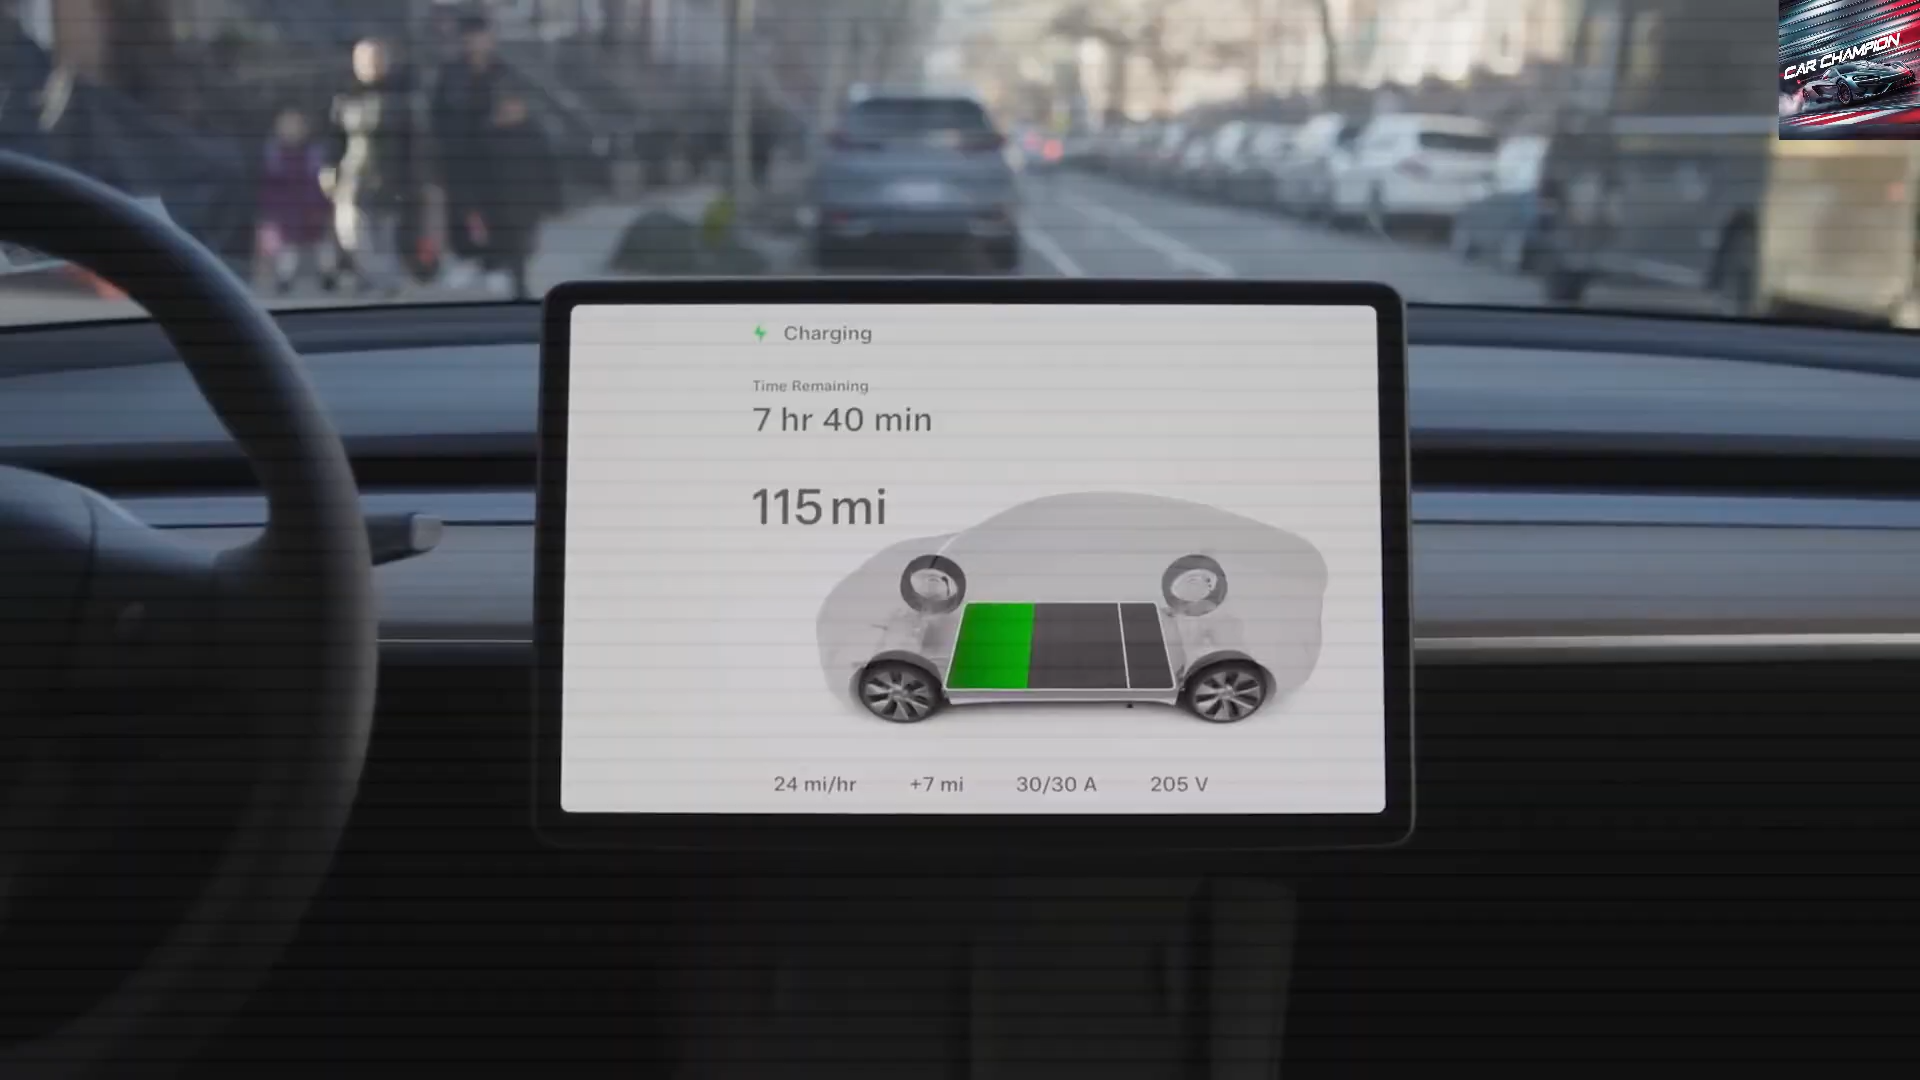 CAR CHAMPION
Charging
Time Remaining
7 hr 40 min
115 mi
24 mi/hr +7 mi 30/30 A 205 V